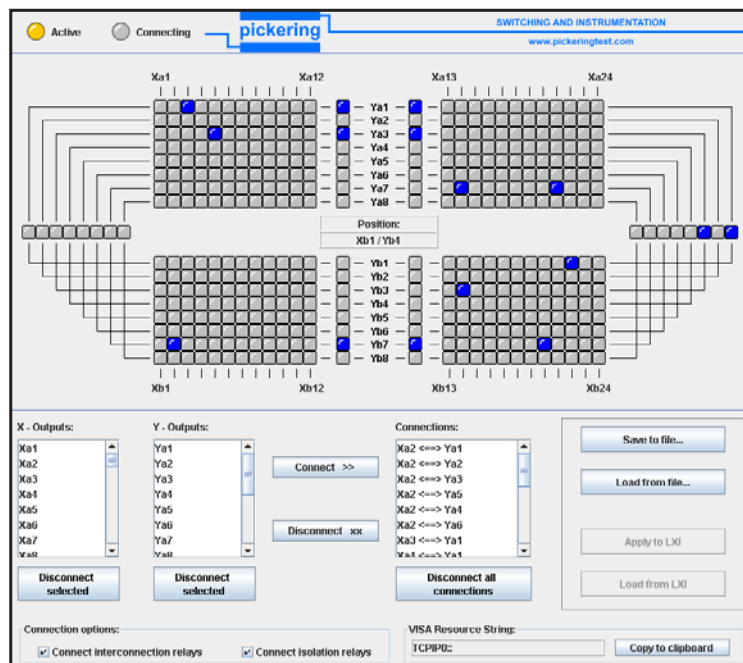 Active
Connecting
pickering
SWITCHING AND INSTRUMENTATION
www.pickeringtest.com
Xa1
Xa12
Xa13
Xa24
Ya1
Ya2
Ya3
Ya4
Ya5
Ya6
Ya7
Ya8
Position:
Xb1 / Yb4
Yb1
Yb2
Yb3
Yb4
Yb5
Yb6
Yb7
Yb8
Xb1
Xb12
Xb13
Xb24
X - Outputs:
Xa1
Xa2
Xa3
Xa4
Xa5
Xa6
Xa7
Xa8
Disconnect
selected
Y - Outputs:
Ya1
Ya2
Ya3
Ya4
Ya5
Ya6
Ya7
Ya8
Disconnect
selected
Connect >>
Disconnect xx
Connections:
Xa2 <==> Ya1
Xa2 <==> Ya2
Xa2 <==> Ya3
Xa2 <==> Ya5
Xa2 <==> Ya4
Xa2 <==> Ya6
Xa3 <==> Ya1
Xa4 <==> Ya1
Disconnect all
connections
Save to file...
Load from file...
Apply to LXI
Load from LXI
Connection options:
Connect interconnection relays
Connect isolation relays
VISA Resource String:
TCPIP0::
Copy to clipboard